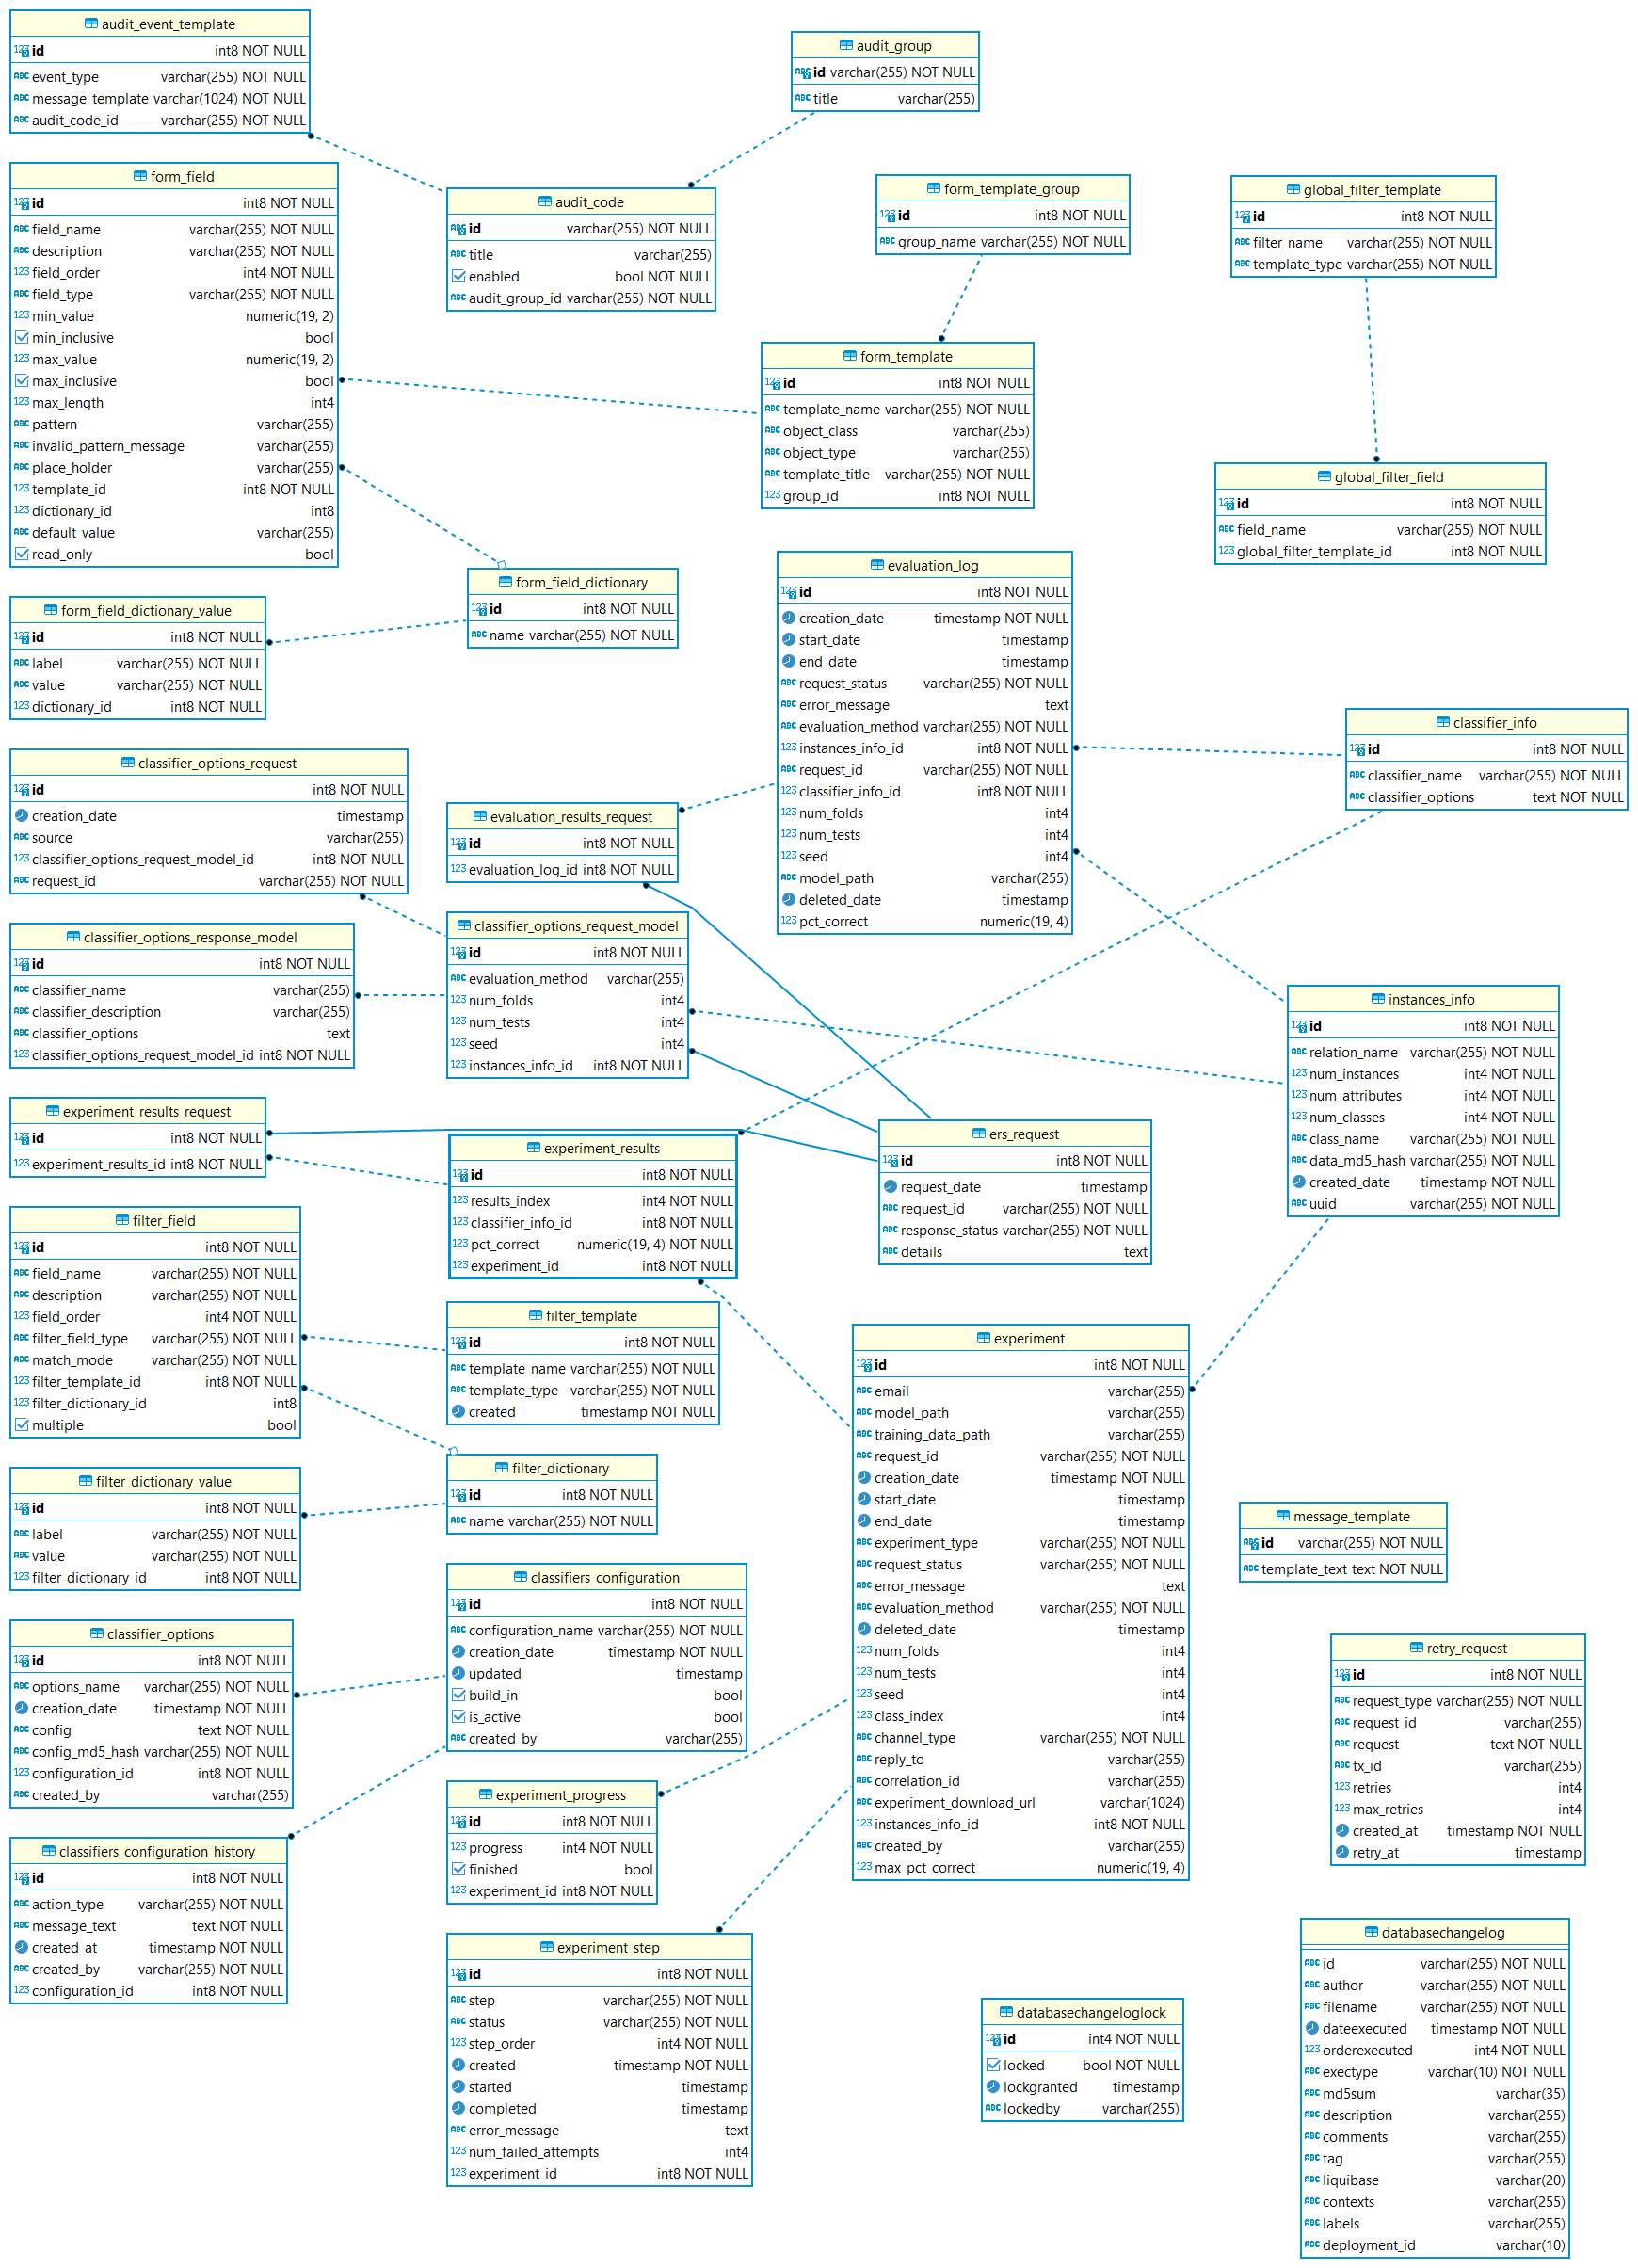 audit_event_template
id int8 NOT NULL
event_type varchar(255) NOT NULL
message_template varchar(1024) NOT NULL
audit_code_id varchar(255) NOT NULL
audit_group
id varchar(255) NOT NULL
title varchar(255)
form_field
id int8 NOT NULL
field_name varchar(255) NOT NULL
description varchar(255) NOT NULL
field_order int4 NOT NULL
field_type varchar(255) NOT NULL
min_value numeric(19, 2)
min_inclusive bool
max_value numeric(19, 2)
max_inclusive bool
max_length int4
pattern varchar(255)
invalid_pattern_message varchar(255)
place_holder varchar(255)
template_id int8 NOT NULL
dictionary_id int8
default_value varchar(255)
read_only bool
audit_code
id varchar(255) NOT NULL
title varchar(255)
enabled bool NOT NULL
audit_group_id varchar(255) NOT NULL
form_template_group
id int8 NOT NULL
group_name varchar(255) NOT NULL
global_filter_template
id int8 NOT NULL
filter_name varchar(255) NOT NULL
template_type varchar(255) NOT NULL
form_template
id int8 NOT NULL
template_name varchar(255) NOT NULL
object_class varchar(255)
object_type varchar(255)
template_title varchar(255) NOT NULL
group_id int8 NOT NULL
global_filter_field
id int8 NOT NULL
field_name varchar(255) NOT NULL
global_filter_template_id int8 NOT NULL
form_field_dictionary
id int8 NOT NULL
name varchar(255) NOT NULL
form_field_dictionary_value
id int8 NOT NULL
label varchar(255) NOT NULL
value varchar(255) NOT NULL
dictionary_id int8 NOT NULL
evaluation_log
id int8 NOT NULL
creation_date timestamp NOT NULL
start_date timestamp
end_date timestamp
request_status varchar(255) NOT NULL
error_message text
evaluation_method varchar(255) NOT NULL
instances_info_id int8 NOT NULL
request_id varchar(255) NOT NULL
classifier_info_id int8 NOT NULL
num_folds int4
num_tests int4
seed int4
model_path varchar(255)
deleted_date timestamp
pct_correct numeric(19, 4)
classifier_info
id int8 NOT NULL
classifier_name varchar(255) NOT NULL
classifier_options text NOT NULL
classifier_options_request
id int8 NOT NULL
creation_date timestamp
source varchar(255)
classifier_options_request_model_id int8 NOT NULL
request_id varchar(255) NOT NULL
evaluation_results_request
id int8 NOT NULL
evaluation_log_id int8 NOT NULL
classifier_options_response_model
id int8 NOT NULL
classifier_name varchar(255)
classifier_description varchar(255)
classifier_options text
classifier_options_request_model_id int8 NOT NULL
classifier_options_request_model
id int8 NOT NULL
evaluation_method varchar(255)
num_folds int4
num_tests int4
seed int4
instances_info_id int8 NOT NULL
instances_info
id int8 NOT NULL
relation_name varchar(255) NOT NULL
num_instances int4 NOT NULL
num_attributes int4 NOT NULL
num_classes int4 NOT NULL
class_name varchar(255) NOT NULL
data_md5_hash varchar(255) NOT NULL
created_date timestamp NOT NULL
uuid varchar(255) NOT NULL
experiment_results_request
id int8 NOT NULL
experiment_results_id int8 NOT NULL
experiment_results
id int8 NOT NULL
results_index int4 NOT NULL
classifier_info_id int8 NOT NULL
pct_correct numeric(19, 4) NOT NULL
experiment_id int8 NOT NULL
ers_request
id int8 NOT NULL
request_date timestamp
request_id varchar(255) NOT NULL
response_status varchar(255) NOT NULL
details text
filter_field
id int8 NOT NULL
field_name varchar(255) NOT NULL
description varchar(255) NOT NULL
field_order int4 NOT NULL
filter_field_type varchar(255) NOT NULL
match_mode varchar(255) NOT NULL
filter_template_id int8 NOT NULL
filter_dictionary_id int8
multiple bool
filter_template
id int8 NOT NULL
template_name varchar(255) NOT NULL
template_type varchar(255) NOT NULL
created timestamp NOT NULL
experiment
id int8 NOT NULL
email varchar(255)
model_path varchar(255)
training_data_path varchar(255)
request_id varchar(255) NOT NULL
creation_date timestamp NOT NULL
start_date timestamp
end_date timestamp
experiment_type varchar(255) NOT NULL
request_status varchar(255) NOT NULL
error_message text
evaluation_method varchar(255) NOT NULL
deleted_date timestamp
num_folds int4
num_tests int4
seed int4
class_index int4
channel_type varchar(255) NOT NULL
reply_to varchar(255)
correlation_id varchar(255)
experiment_download_url varchar(1024)
instances_info_id int8 NOT NULL
created_by varchar(255)
max_pct_correct numeric(19, 4)
filter_dictionary_value
id int8 NOT NULL
label varchar(255) NOT NULL
value varchar(255) NOT NULL
filter_dictionary_id int8 NOT NULL
filter_dictionary
id int8 NOT NULL
name varchar(255) NOT NULL
message_template
id varchar(255) NOT NULL
template_text text NOT NULL
classifier_options
id int8 NOT NULL
options_name varchar(255) NOT NULL
creation_date timestamp NOT NULL
config text NOT NULL
config_md5_hash varchar(255) NOT NULL
configuration_id int8 NOT NULL
created_by varchar(255)
classifiers_configuration
id int8 NOT NULL
configuration_name varchar(255) NOT NULL
creation_date timestamp NOT NULL
updated timestamp
build_in bool
is_active bool
created_by varchar(255)
retry_request
id int8 NOT NULL
request_type varchar(255) NOT NULL
request_id varchar(255)
request text NOT NULL
tx_id varchar(255)
retries int4
max_retries int4
created_at timestamp NOT NULL
retry_at timestamp
classifiers_configuration_history
id int8 NOT NULL
action_type varchar(255) NOT NULL
message_text text NOT NULL
created_at timestamp NOT NULL
created_by varchar(255) NOT NULL
configuration_id int8 NOT NULL
experiment_progress
id int8 NOT NULL
progress int4 NOT NULL
finished bool
experiment_id int8 NOT NULL
experiment_step
id int8 NOT NULL
step varchar(255) NOT NULL
status varchar(255) NOT NULL
step_order int4 NOT NULL
created timestamp NOT NULL
started timestamp
completed timestamp
error_message text
num_failed_attempts int4
experiment_id int8 NOT NULL
databasechangeloglock
id int4 NOT NULL
locked bool NOT NULL
lockgranted timestamp
lockedby varchar(255)
databasechangelog
id varchar(255) NOT NULL
author varchar(255) NOT NULL
filename varchar(255) NOT NULL
dateexecuted timestamp NOT NULL
orderexecuted int4 NOT NULL
exectype varchar(10) NOT NULL
md5sum varchar(35)
description varchar(255)
comments varchar(255)
tag varchar(255)
liquibase varchar(20)
contexts varchar(255)
labels varchar(255)
deployment_id varchar(10)